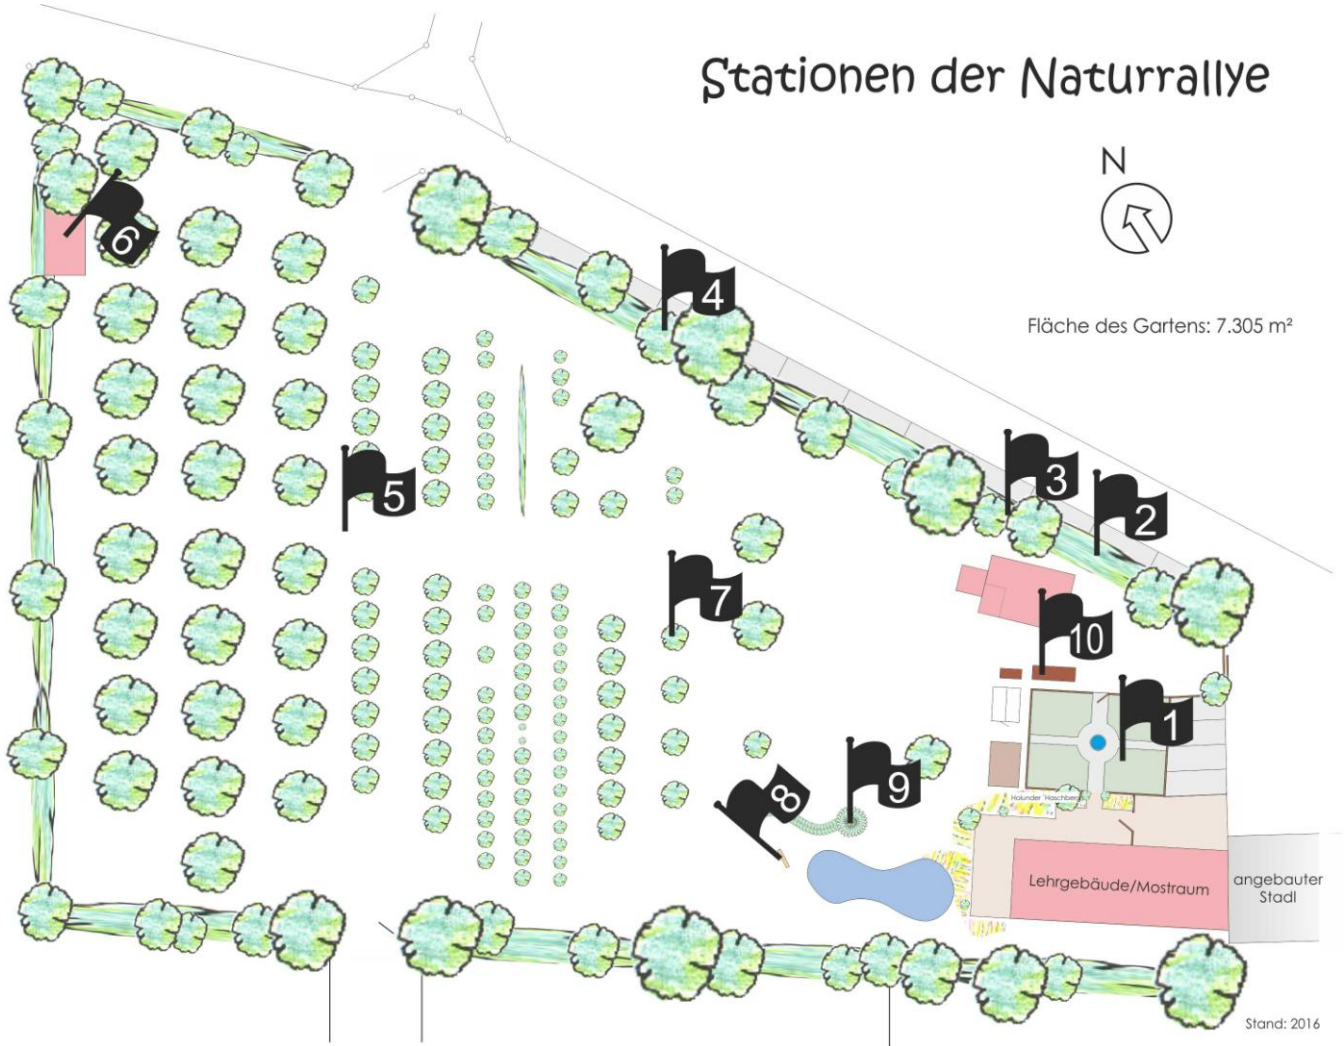 Stationen der Naturrallye
N
Fläche des Gartens: 7.305 m²
6
4
5
3
2
7
10
1
8
9
Holunder 'Haschberg'
Lehrgebäude/Mostraum
angebauter
Stadl
Stand: 2016